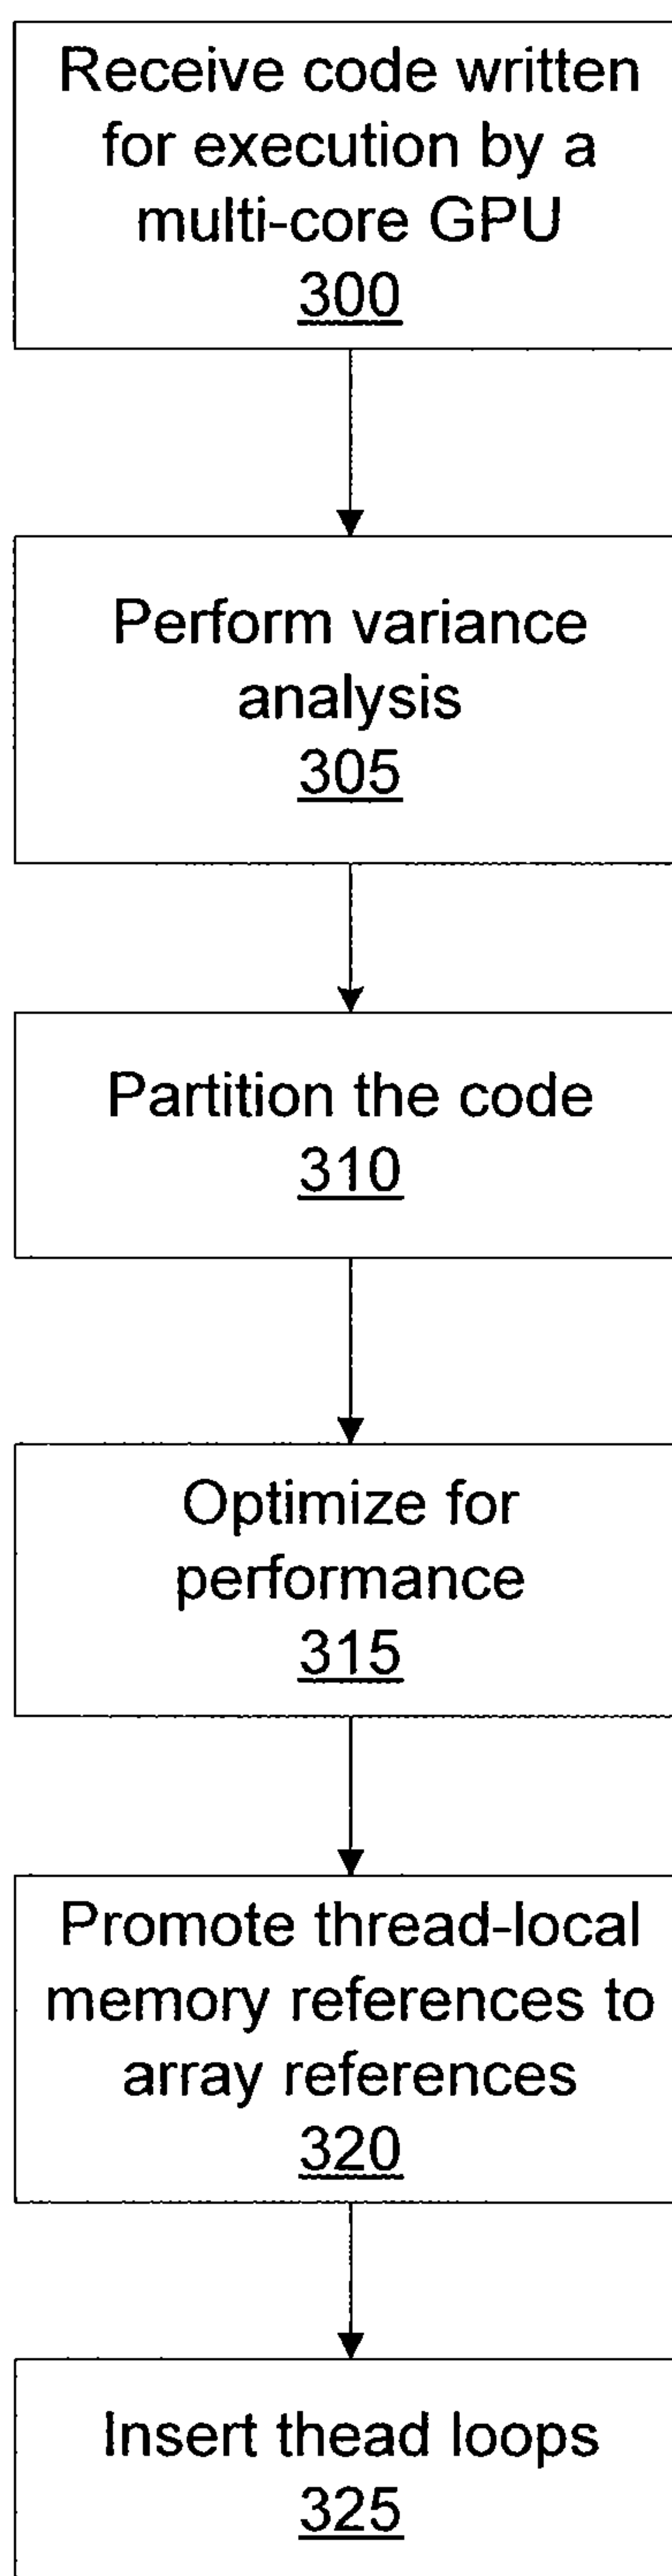 Receive code written
for execution by a
multi-core GPU
300
Perform variance
analysis
305
Partition the code
310
Optimize for
performance
315
Promote thread-local
memory references to
array references
320
Insert thead loops
325